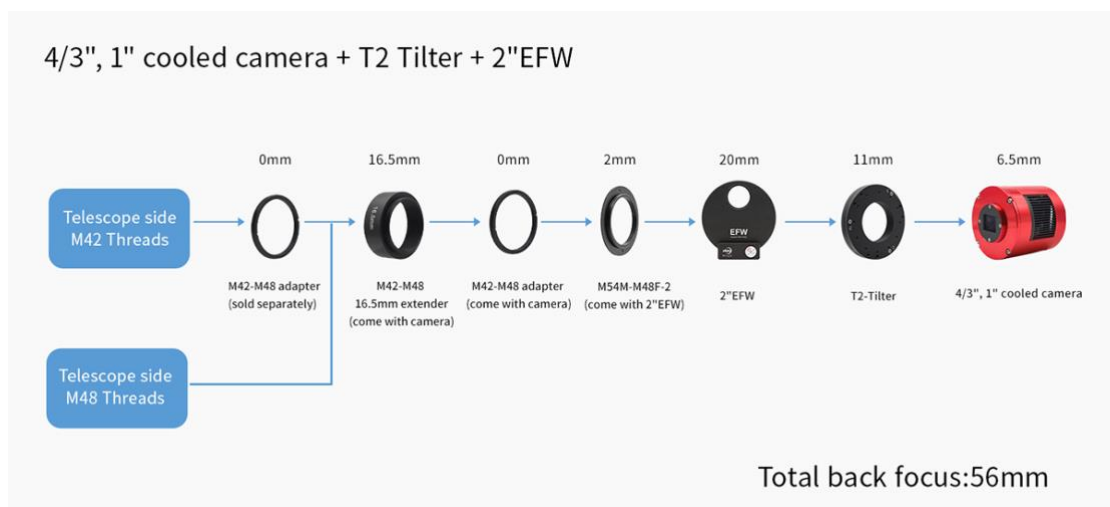 4/3", 1" cooled camera + T2 Tilter + 2"EFW
0mm
16.5mm
0mm
2mm
20mm
11mm
6.5mm
Telescope side
M42 Threads
16.5mm
EFW
M42-M48 adapter
(sold separately)
M42-M48
16.5mm extender
(come with camera)
M42-M48 adapter
(come with camera)
M54M-M48F-2
(come with 2"EFW)
2"EFW
T2-Tilter
4/3", 1" cooled camera
Telescope side
M48 Threads
Total back focus:56mm